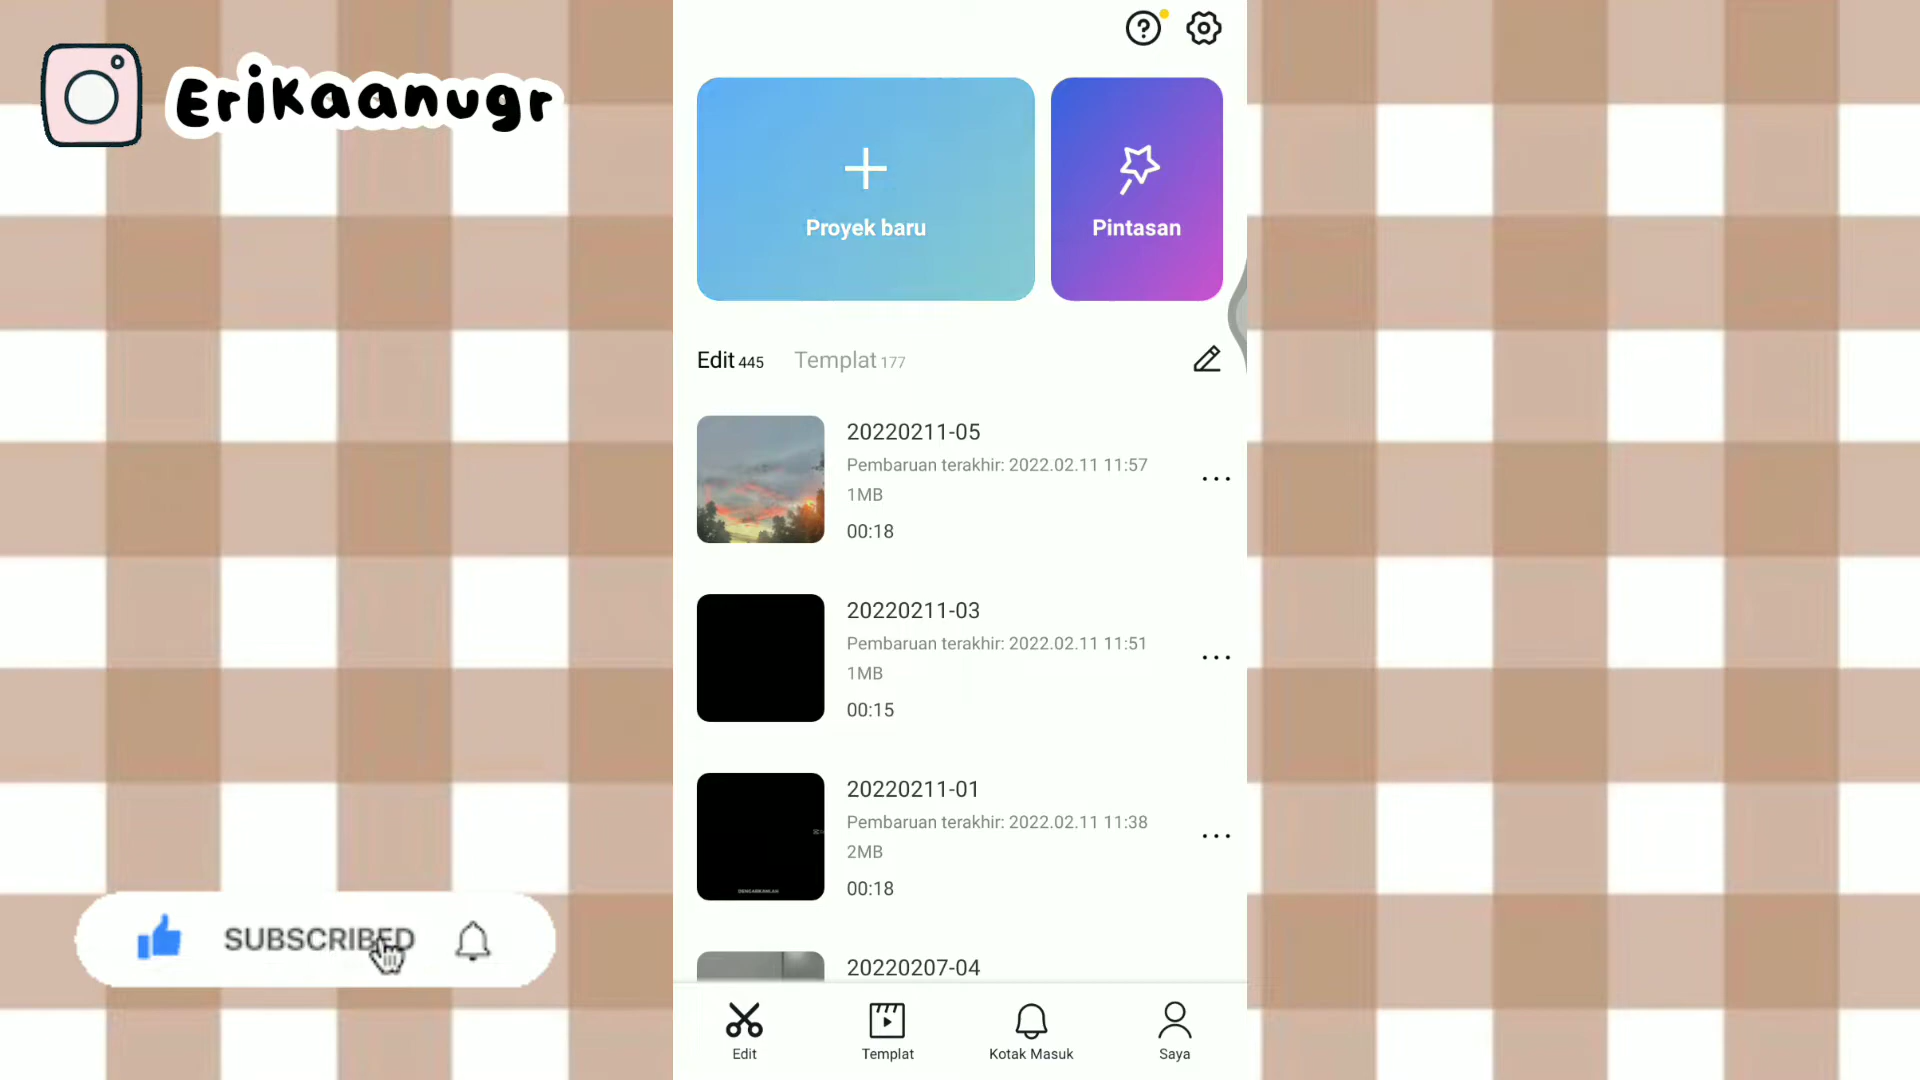 Erikaanugr
Proyek baru
Pintasan
Edit 445
Templat 177
20220211-05
Pembaruan terakhir: 2022.02.11 11:57
1MB
00:18
20220211-03
Pembaruan terakhir: 2022.02.11 11:51
1MB
00:15
20220211-01
Pembaruan terakhir: 2022.02.11 11:38
2MB
00:18
20220207-04
SUBSCRIBED
Edit
Templat
Kotak Masuk
Saya